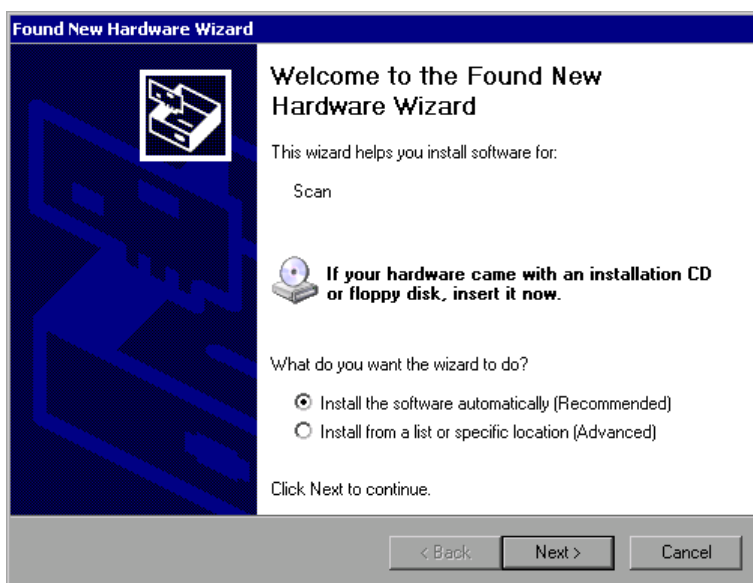 Found New Hardware Wizard
Welcome to the Found New
Hardware Wizard
This wizard helps you install software for:
Scan
If your hardware came with an installation CD
or floppy disk, insert it now.
What do you want the wizard to do?
Install the software automatically (Recommended)
Install from a list or specific location (Advanced)
Click Next to continue.
< Back Next > Cancel